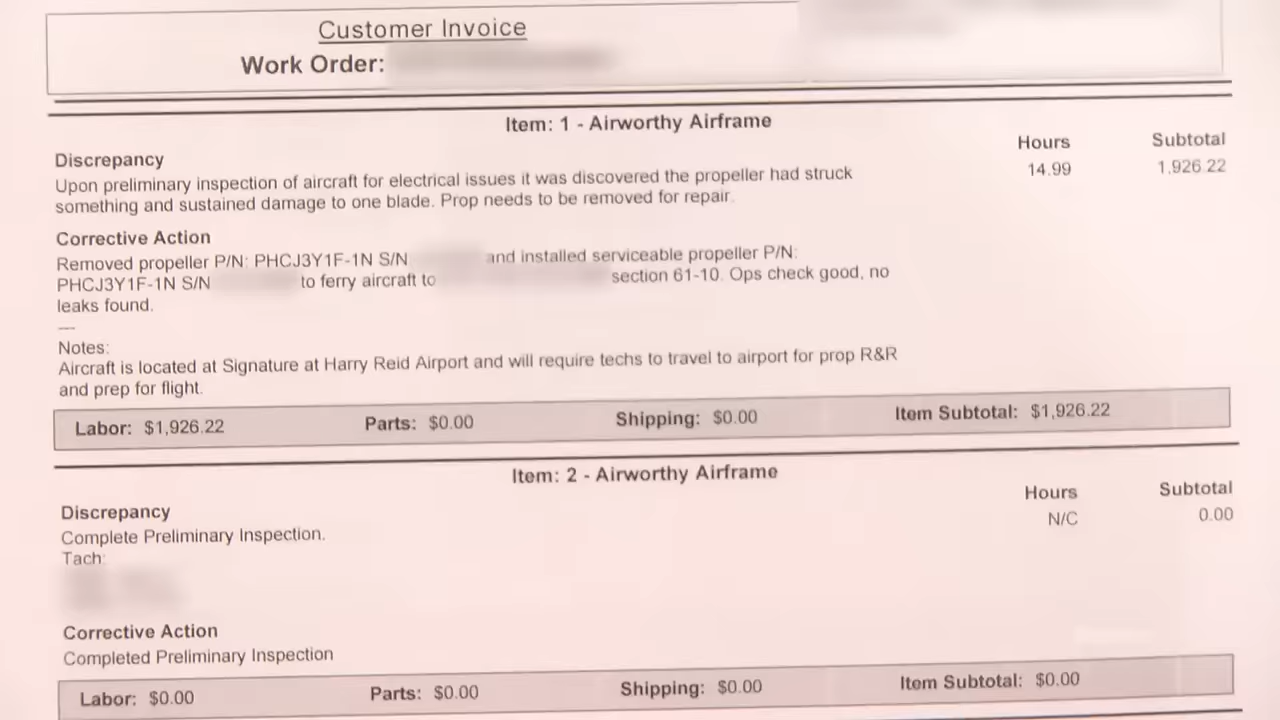 Customer Invoice
Work Order:
Item: 1 - Airworthy Airframe
Hours Subtotal
Discrepancy
14.99 1,926.22
Upon preliminary inspection of aircraft for electrical issues it was discovered the propeller had struck
something and sustained damage to one blade. Prop needs to be removed for repair.
Corrective Action
Removed propeller P/N: PHCJ3Y1F-1N S/N and installed serviceable propeller P/N:
PHCJ3Y1F-1N S/N to ferry aircraft to section 61-10. Ops check good, no
leaks found.
---
Notes:
Aircraft is located at Signature at Harry Reid Airport and will require techs to travel to airport for prop R&R
and prep for flight.
Labor: $1,926.22 Parts: $0.00 Shipping: $0.00 Item Subtotal: $1,926.22
Item: 2 - Airworthy Airframe
Hours Subtotal
Discrepancy
N/C 0.00
Complete Preliminary Inspection.
Tach:
Corrective Action
Completed Preliminary Inspection
Labor: $0.00 Parts: $0.00 Shipping: $0.00 Item Subtotal: $0.00